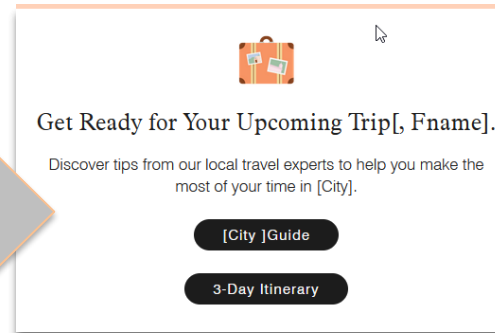 Get Ready for Your Upcoming Trip[, Fname].
Discover tips from our local travel experts to help you make the
most of your time in [City].
[City ]Guide
3-Day Itinerary